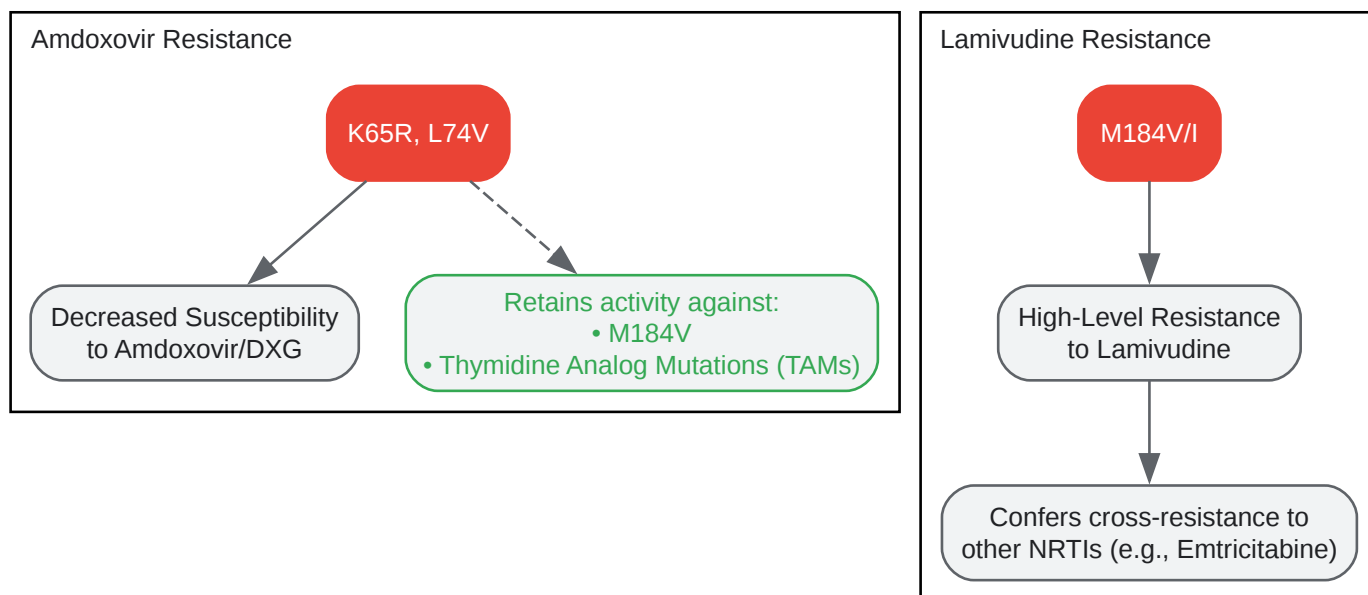 Amdoxovir Resistance
K65R, L74V
Decreased Susceptibility
to Amdoxovir/DXG
Retains activity against:
• M184V
• Thymidine Analog Mutations (TAMs)
Lamivudine Resistance
M184V/I
High-Level Resistance
to Lamivudine
Confers cross-resistance to
other NRTIs (e.g., Emtricitabine)